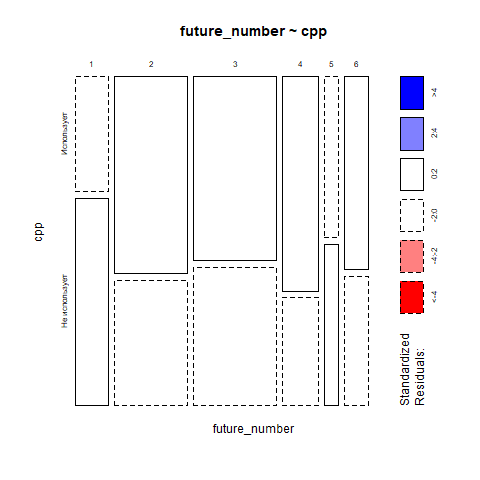 future_number ~ cpp
1 2 3 4 5 6
Использует
Не использует
cpp
future_number
>4
2:4
0:2
-2:0
-4:-2
<-4
Standardized
Residuals: